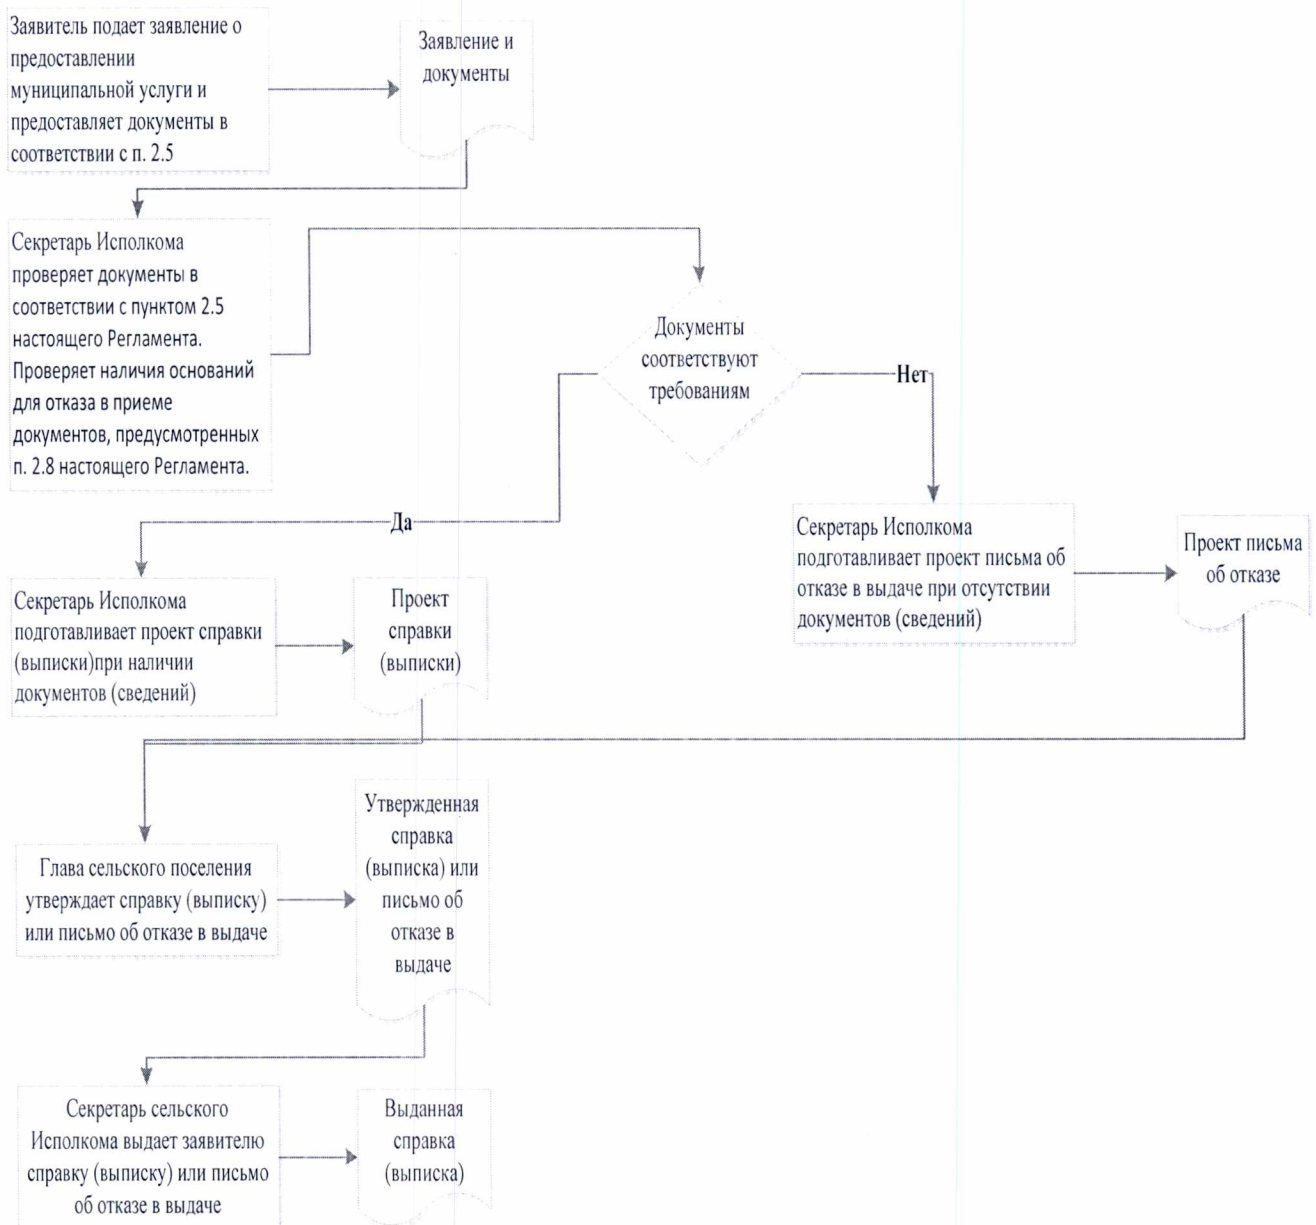 Заявитель подает заявление о
предоставлении
муниципальной услуги и
предоставляет документы в
соответствии с п. 2.5
Заявление и
документы
Секретарь Исполкома
проверяет документы в
соответствии с пунктом 2.5
настоящего Регламента.
Проверяет наличия оснований
для отказа в приеме
документов, предусмотренных
п. 2.8 настоящего Регламента.
Документы
соответствуют
требованиям
Нет
Да
Секретарь Исполкома
подготавливает проект письма об
отказе в выдаче при отсутствии
документов (сведений)
Проект письма
об отказе
Секретарь Исполкома
подготавливает проект справки
(выписки)при наличии
документов (сведений)
Проект
справки
(выписки)
Глава сельского поселения
утверждает справку (выписку)
или письмо об отказе в выдаче
Утвержденная
справка
(выписка) или
письмо об
отказе в
выдаче
Секретарь сельского
Исполкома выдает заявителю
справку (выписку) или письмо
об отказе в выдаче
Выданная
справка
(выписка)